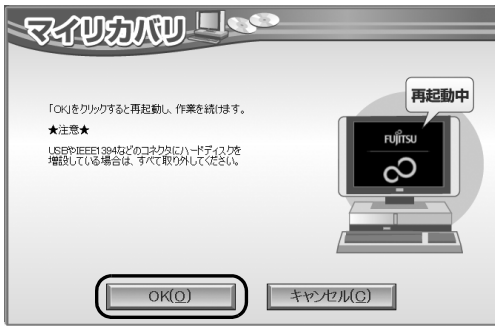 マイリカバリ
「OK」をクリックすると再起動し、作業を続けます。
★注意★
USBやIEEE1394などのコネクタにハードディスクを
増設している場合は、すべて取り外してください。
再起動中
FUJITSU
OK(O)
キャンセル(C)